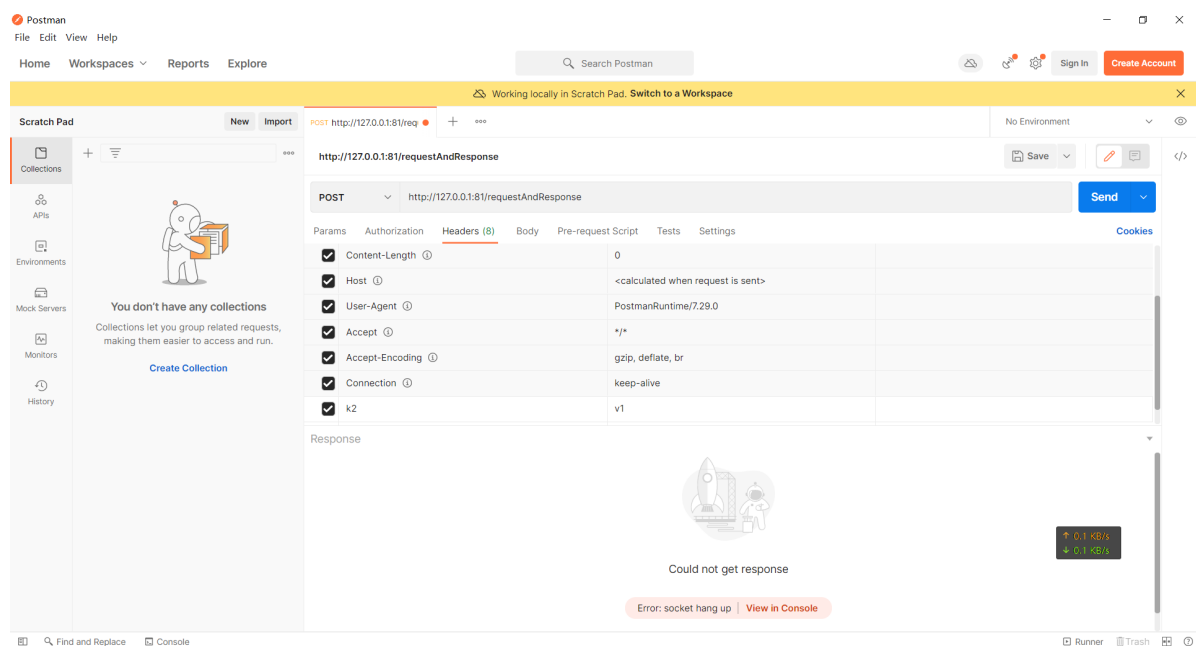 Postman
File Edit View Help
Home Workspaces Reports Explore
Search Postman
Sign In
Create Account
Working locally in Scratch Pad. Switch to a Workspace
Scratch Pad
New
Import
POST http://127.0.0.1:81/req
No Environment
Collections
APIs
Environments
Mock Servers
Monitors
History
You don't have any collections
Collections let you group related requests,
making them easier to access and run.
Create Collection
http://127.0.0.1:81/requestAndResponse
Save
POST
http://127.0.0.1:81/requestAndResponse
Send
Params Authorization Headers (8) Body Pre-request Script Tests Settings
Cookies
Content-Length 0
Host <calculated when request is sent>
User-Agent PostmanRuntime/7.29.0
Accept */*
Accept-Encoding gzip, deflate, br
Connection keep-alive
k2 v1
Response
↑ 0.1 KB/s
↓ 0.1 KB/s
Could not get response
Error: socket hang up | View in Console
Find and Replace
Console
Runner
Trash